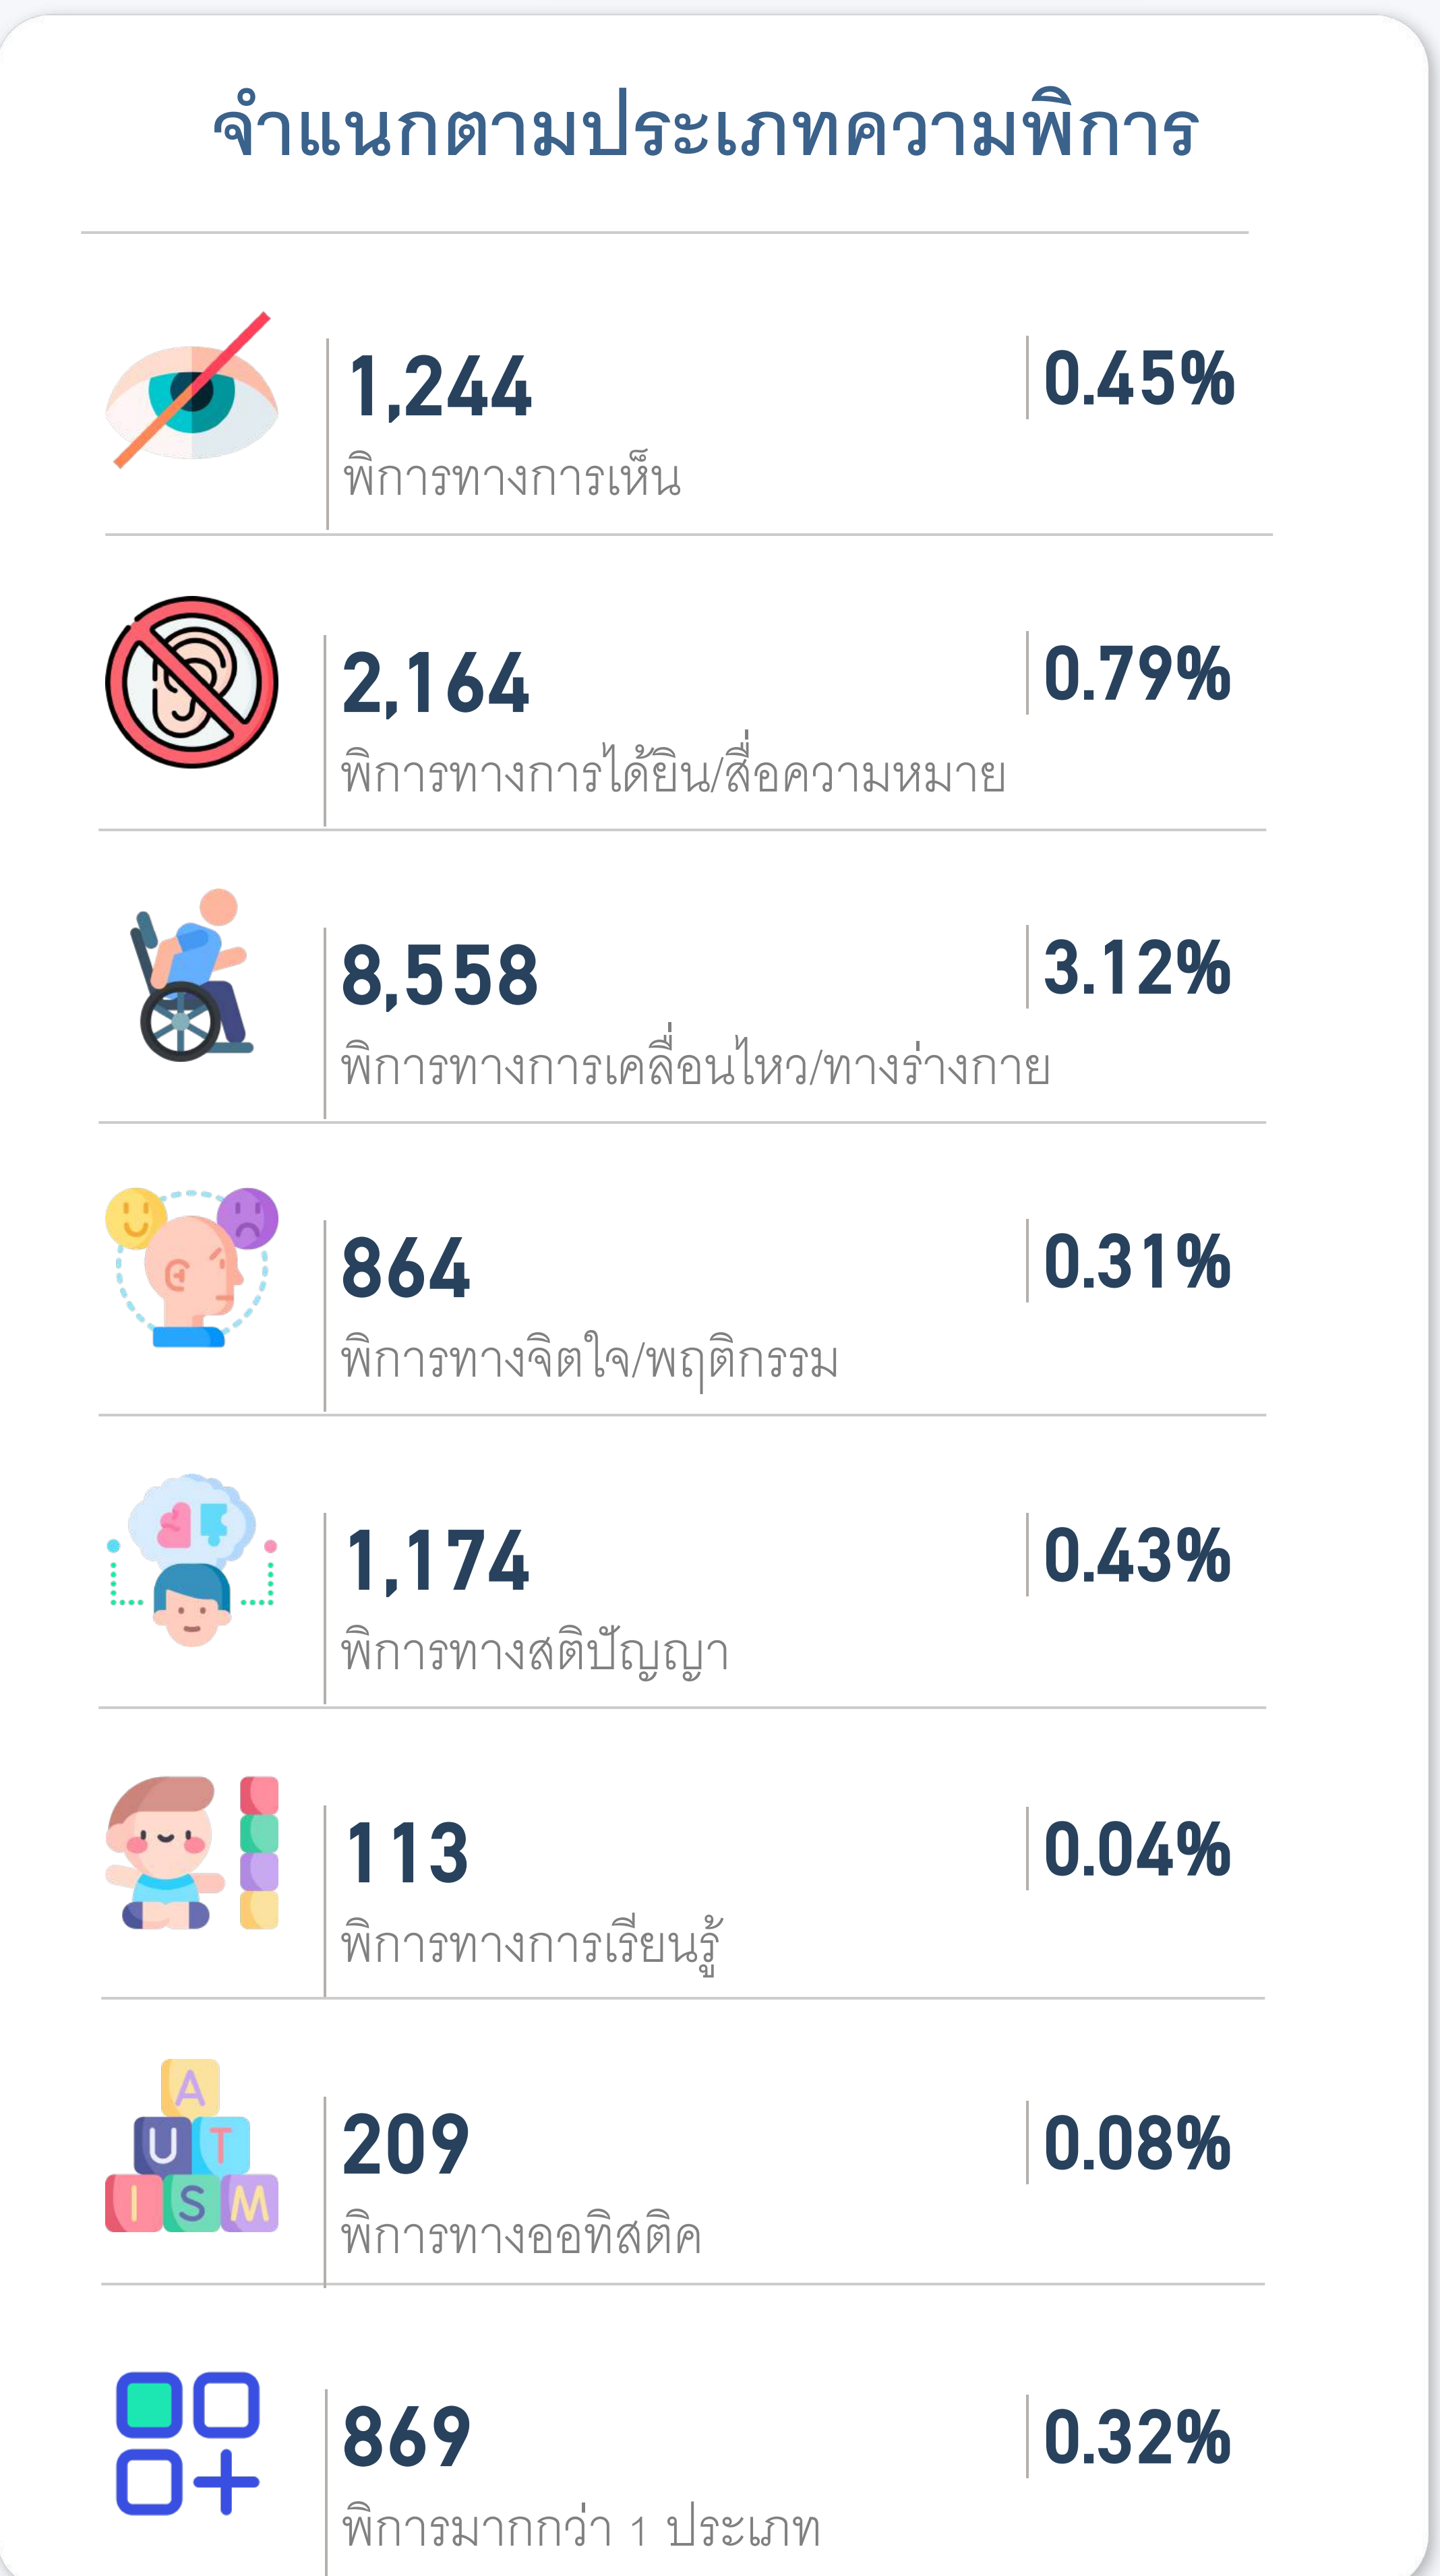 จำแนกตามประเภทความพิการ
1,244
0.45%
พิการทางการเห็น
2,164
0.79%
พิการทางการได้ยิน/สื่อความหมาย
8,558
3.12%
พิการทางการเคลื่อนไหว/ทางร่างกาย
864
0.31%
พิการทางจิตใจ/พฤติกรรม
1,174
0.43%
พิการทางสติปัญญา
113
0.04%
พิการทางการเรียนรู้
A
UT
ISM
209
0.08%
พิการทางออทิสติค
869
0.32%
พิการมากกว่า 1 ประเภท